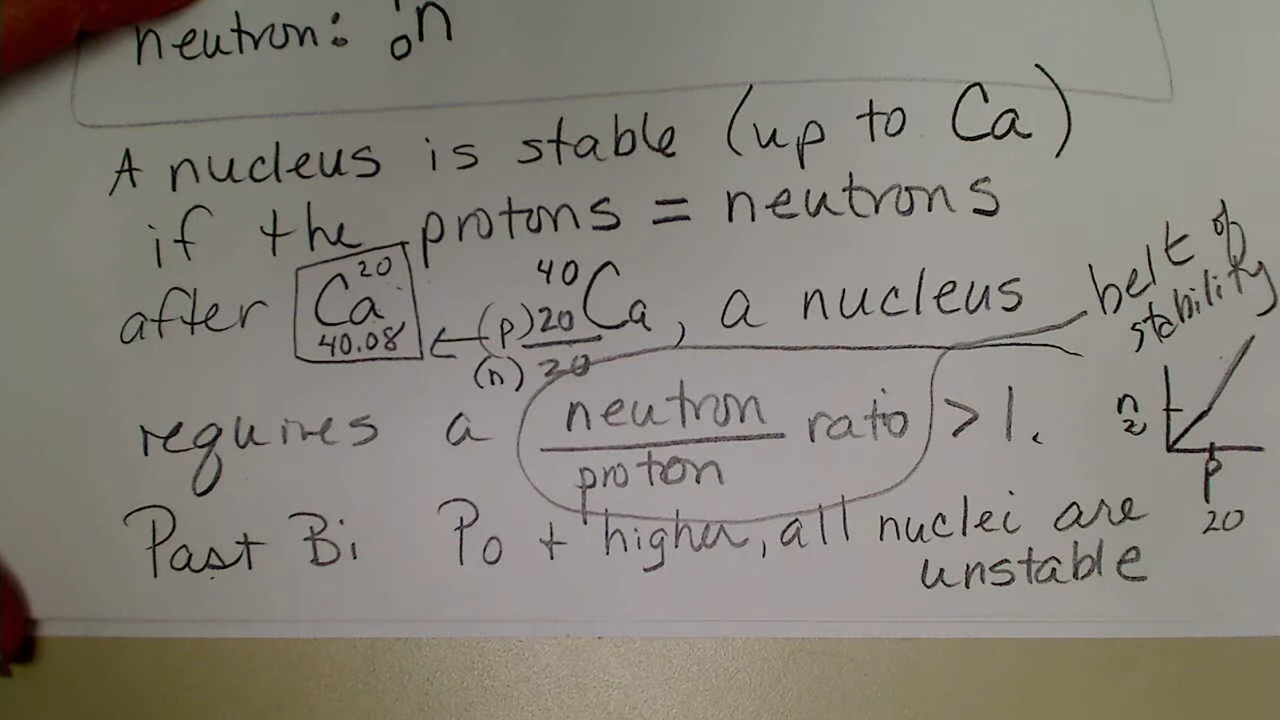 neutron: ¹₀n
A nucleus is stable (up to Ca)
if the protons = neutrons
after Ca 20 40.08 ← (p) 40 20 Ca, a nucleus
(n) 20
belt of
stability
requires a neutron / proton ratio > 1.
n
2
p
20
Past Bi Po + higher, all nuclei are
unstable